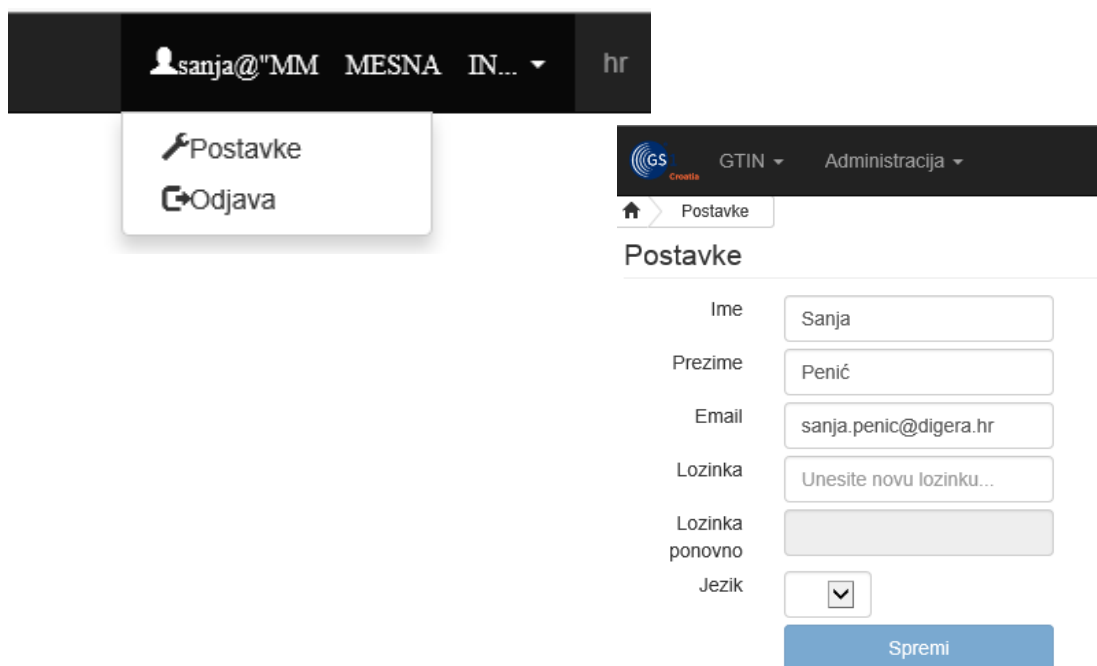 sanja@"MM MESNA IN...
hr
Postavke
Odjava
GS
Croatia
GTIN
Administracija
Postavke
Postavke
Ime
Sanja
Prezime
Penić
Email
sanja.penic@digera.hr
Lozinka
Unesite novu lozinku...
Lozinka
ponovno
Jezik
Spremi